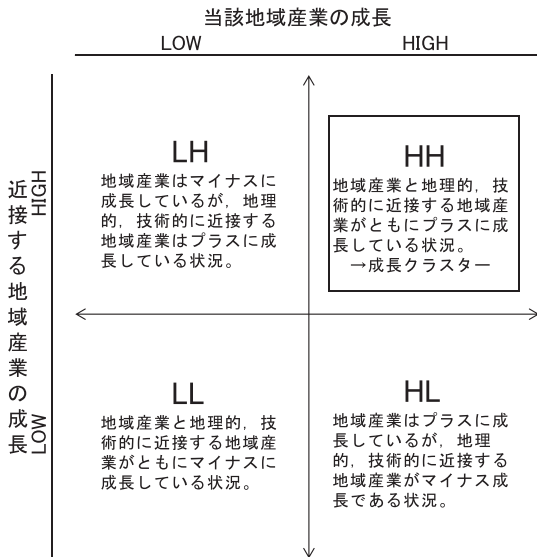 当該地域産業の成長
LOW
HIGH
近接する地域産業の成長
HIGH
LOW
LH
地域産業はマイナスに
成長しているが，地理
的，技術的に近接する
地域産業はプラスに成
長している状況。
HH
地域産業と地理的，技
術的に近接する地域産
業がともにプラスに成
長している状況。
→成長クラスター
LL
地域産業と地理的，技
術的に近接する地域産
業がともにマイナスに
成長している状況。
HL
地域産業はプラスに成
長しているが，地理
的，技術的に近接する
地域産業がマイナス成
長である状況。